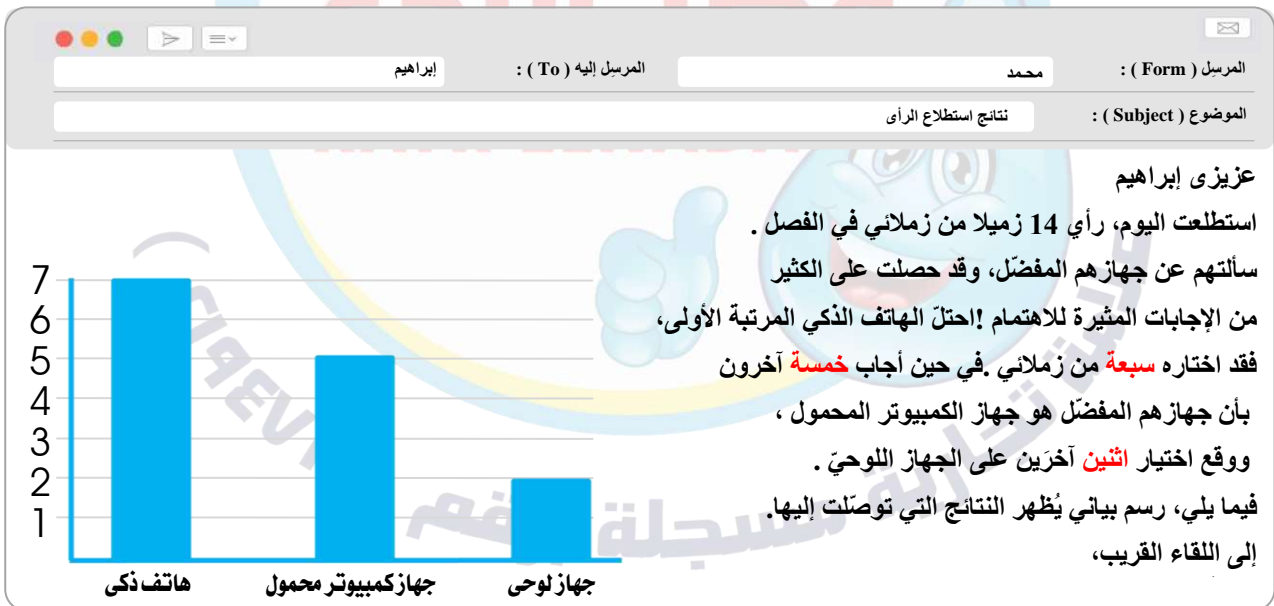 المرسِل ( Form ) : محمد المرسِل إليه ( To ) : إبراهيم
الموضوع ( Subject ) : نتائج استطلاع الرأى
عزيزى إبراهيم
استطلعت اليوم، رأي 14 زميلا من زملائي في الفصل .
سألتهم عن جهازهم المفضّل، وقد حصلت على الكثير
من الإجابات المثيرة للاهتمام !احتلّ الهاتف الذكي المرتبة الأولى،
فقد اختاره سبعة من زملائي .في حين أجاب خمسة آخرون
بأن جهازهم المفضّل هو جهاز الكمبيوتر المحمول ،
ووقع اختيار اثنين آخرَين على الجهاز اللوحيّ .
فيما يلي، رسم بياني يُظهر النتائج التي توصّلت إليها.
إلى اللقاء القريب،
7
6
5
4
3
2
1
هاتف ذكى جهاز كمبيوتر محمول جهاز لوحى
علامة تجارية مسجلة رقم